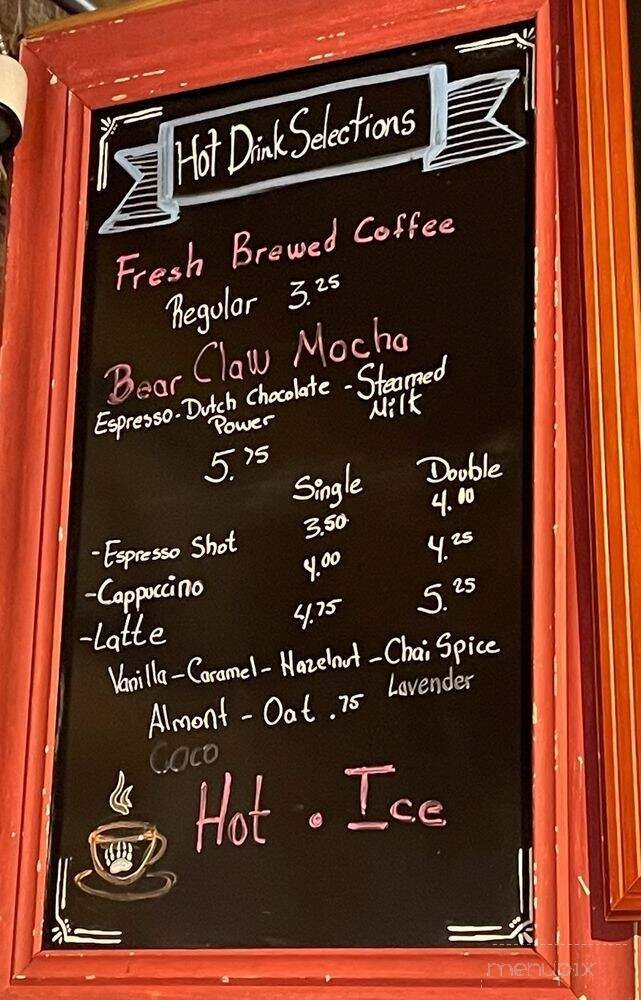 Hot Drink Selections
Fresh Brewed Coffee
Regular 3.25
Bear Claw Mocha
Espresso - Dutch Chocolate Power - Steamed Milk
5.75
Single Double
-Espresso Shot 3.50 4.00
-Cappuccino 4.00 4.25
-Latte 4.75 5.25
Vanilla - Caramel - Hazelnut - Chai Spice
Lavender
Almont - Oat .75
Coco
Hot • Ice
menupix